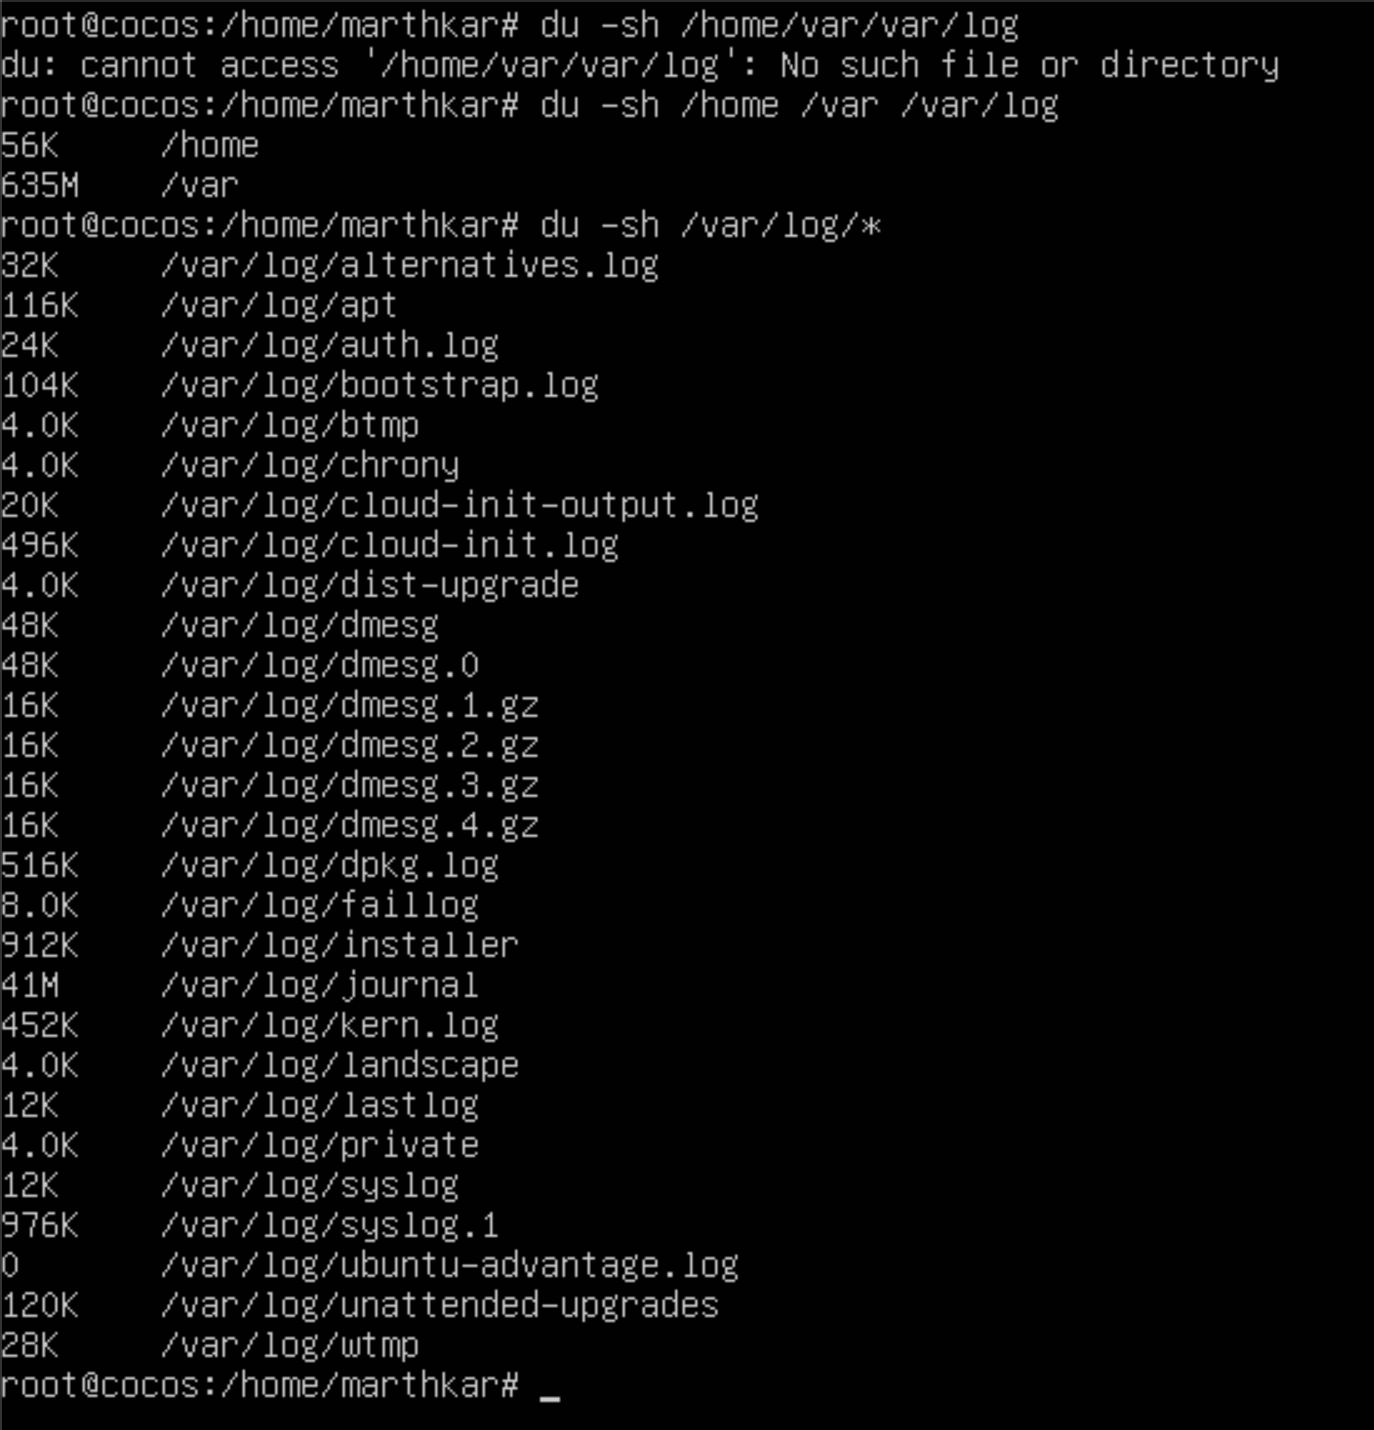 root@cocos:/home/marthkar# du -sh /home/var/var/log
du: cannot access '/home/var/var/log': No such file or directory
root@cocos:/home/marthkar# du -sh /home /var /var/log
56K     /home
635M    /var
root@cocos:/home/marthkar# du -sh /var/log/*
32K     /var/log/alternatives.log
116K    /var/log/apt
24K     /var/log/auth.log
104K    /var/log/bootstrap.log
4.0K    /var/log/btmp
4.0K    /var/log/chrony
20K     /var/log/cloud-init-output.log
496K    /var/log/cloud-init.log
4.0K    /var/log/dist-upgrade
48K     /var/log/dmesg
48K     /var/log/dmesg.0
16K     /var/log/dmesg.1.gz
16K     /var/log/dmesg.2.gz
16K     /var/log/dmesg.3.gz
16K     /var/log/dmesg.4.gz
516K    /var/log/dpkg.log
8.0K    /var/log/faillog
912K    /var/log/installer
41M     /var/log/journal
452K    /var/log/kern.log
4.0K    /var/log/landscape
12K     /var/log/lastlog
4.0K    /var/log/private
12K     /var/log/syslog
976K    /var/log/syslog.1
0       /var/log/ubuntu-advantage.log
120K    /var/log/unattended-upgrades
28K     /var/log/wtmp
root@cocos:/home/marthkar# _